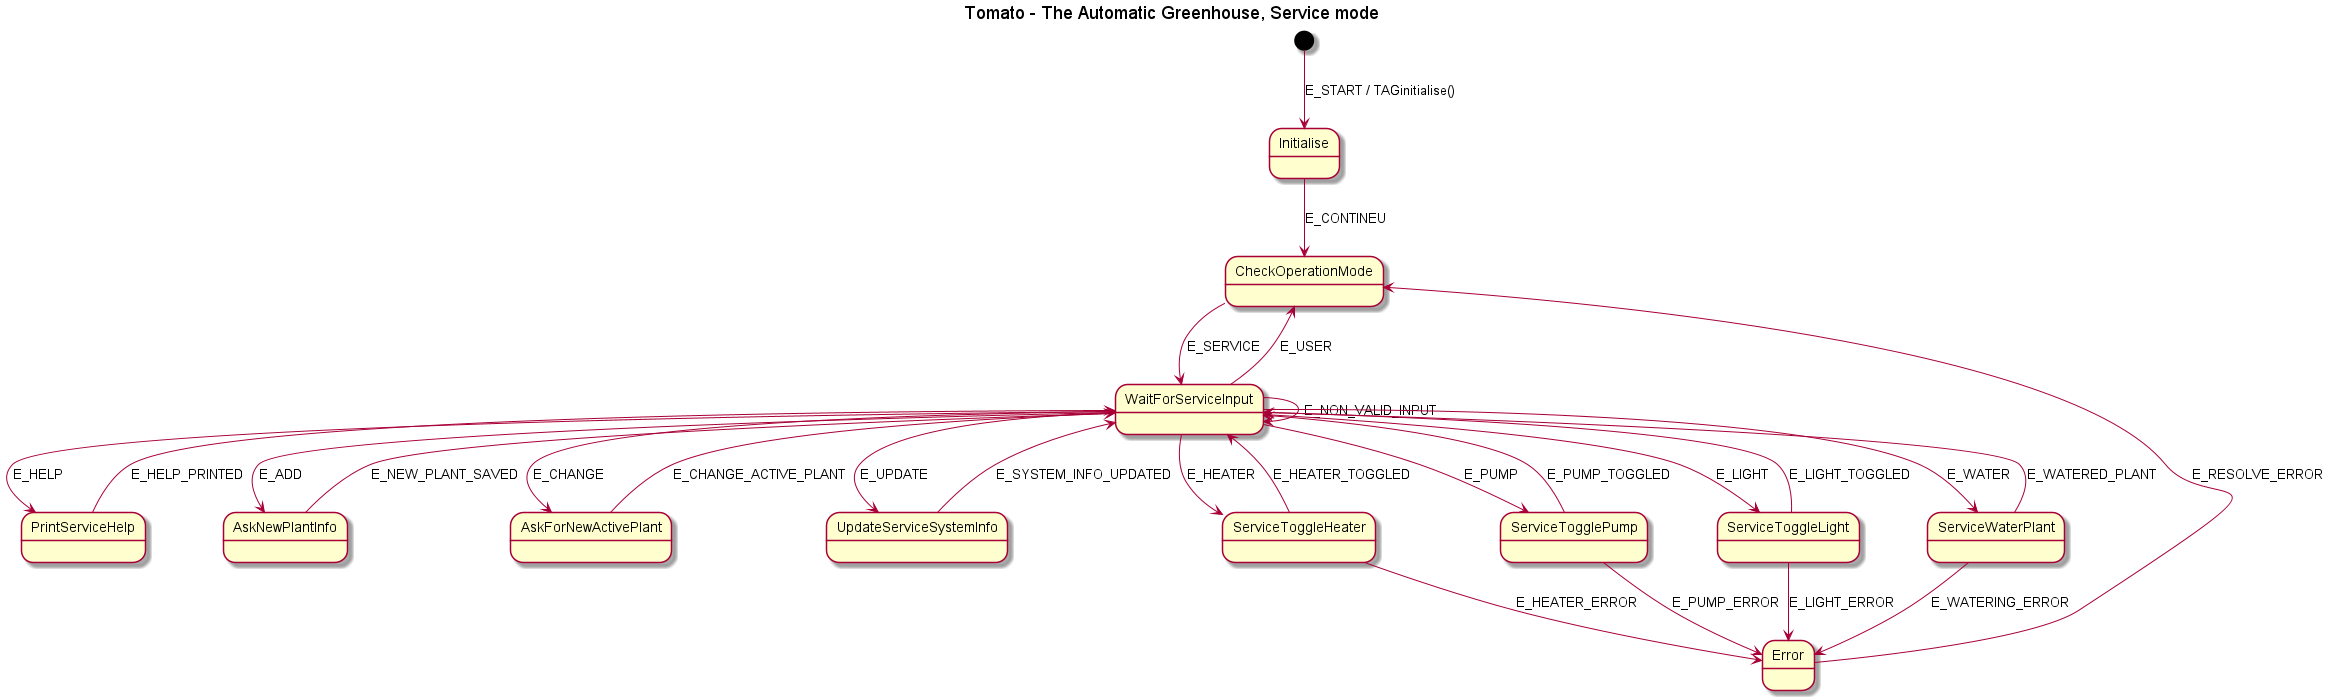 Tomato - The Automatic Greenhouse, Service mode
E_START / TAGinitialise()
Initialise
E_CONTINEU
CheckOperationMode
E_SERVICE
E_USER
WaitForServiceInput
E_NON_VALID_INPUT
E_HELP
E_HELP_PRINTED
E_ADD
E_NEW_PLANT_SAVED
E_CHANGE
E_CHANGE_ACTIVE_PLANT
E_UPDATE
E_SYSTEM_INFO_UPDATED
E_HEATER
E_HEATER_TOGGLED
E_PUMP
E_PUMP_TOGGLED
E_LIGHT
E_LIGHT_TOGGLED
E_WATER
E_WATERED_PLANT
E_RESOLVE_ERROR
PrintServiceHelp
AskNewPlantInfo
AskForNewActivePlant
UpdateServiceSystemInfo
ServiceToggleHeater
ServiceTogglePump
ServiceToggleLight
ServiceWaterPlant
E_HEATER_ERROR
E_PUMP_ERROR
E_LIGHT_ERROR
E_WATERING_ERROR
Error